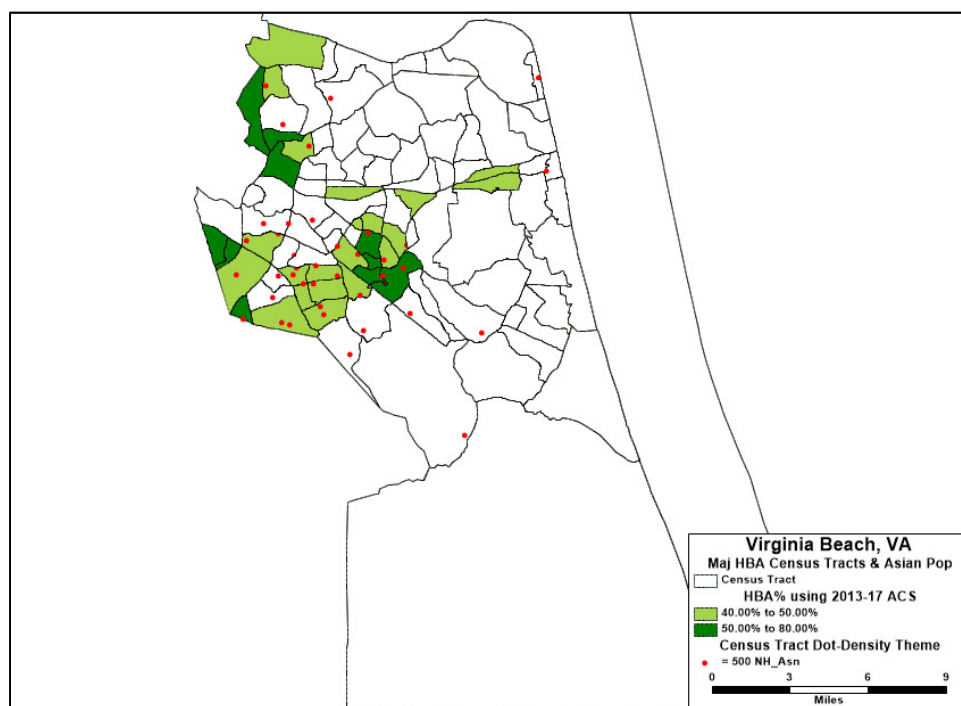 Virginia Beach, VA
Maj HBA Census Tracts & Asian Pop
Census Tract
HBA% using 2013-17 ACS
40.00% to 50.00%
50.00% to 80.00%
Census Tract Dot-Density Theme
= 500 NH_Asn
0 3 6 9
Miles